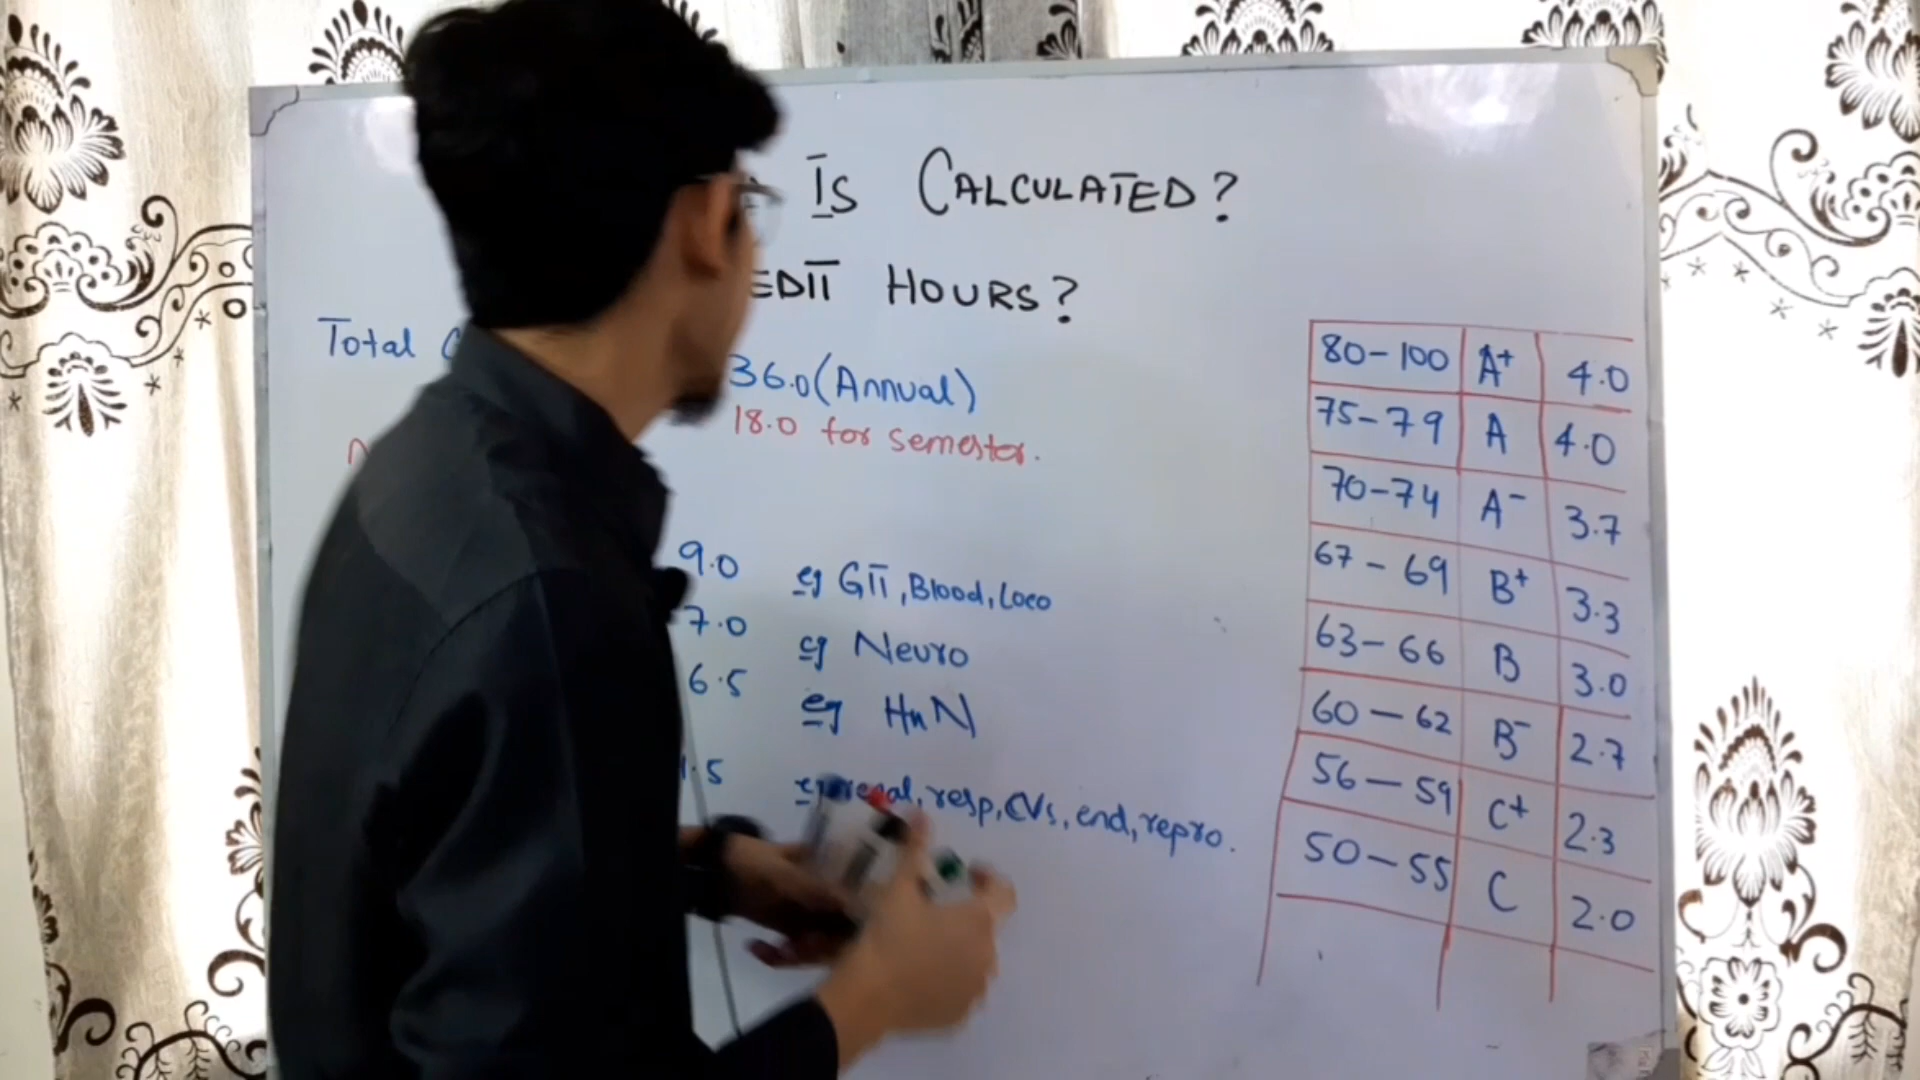 IS CALCULATED?
EDIT HOURS?
Total
36.0 (Annual)
18.0 for semester.
9.0 eg GIT, Blood, Loco
7.0 eg Neuro
6.5 eg HnN
.5 eg renal, resp, CVs, end, repro.
80-100 A+ 4.0
75-79 A 4.0
70-74 A- 3.7
67-69 B+ 3.3
63-66 B 3.0
60-62 B- 2.7
56-59 C+ 2.3
50-55 C 2.0